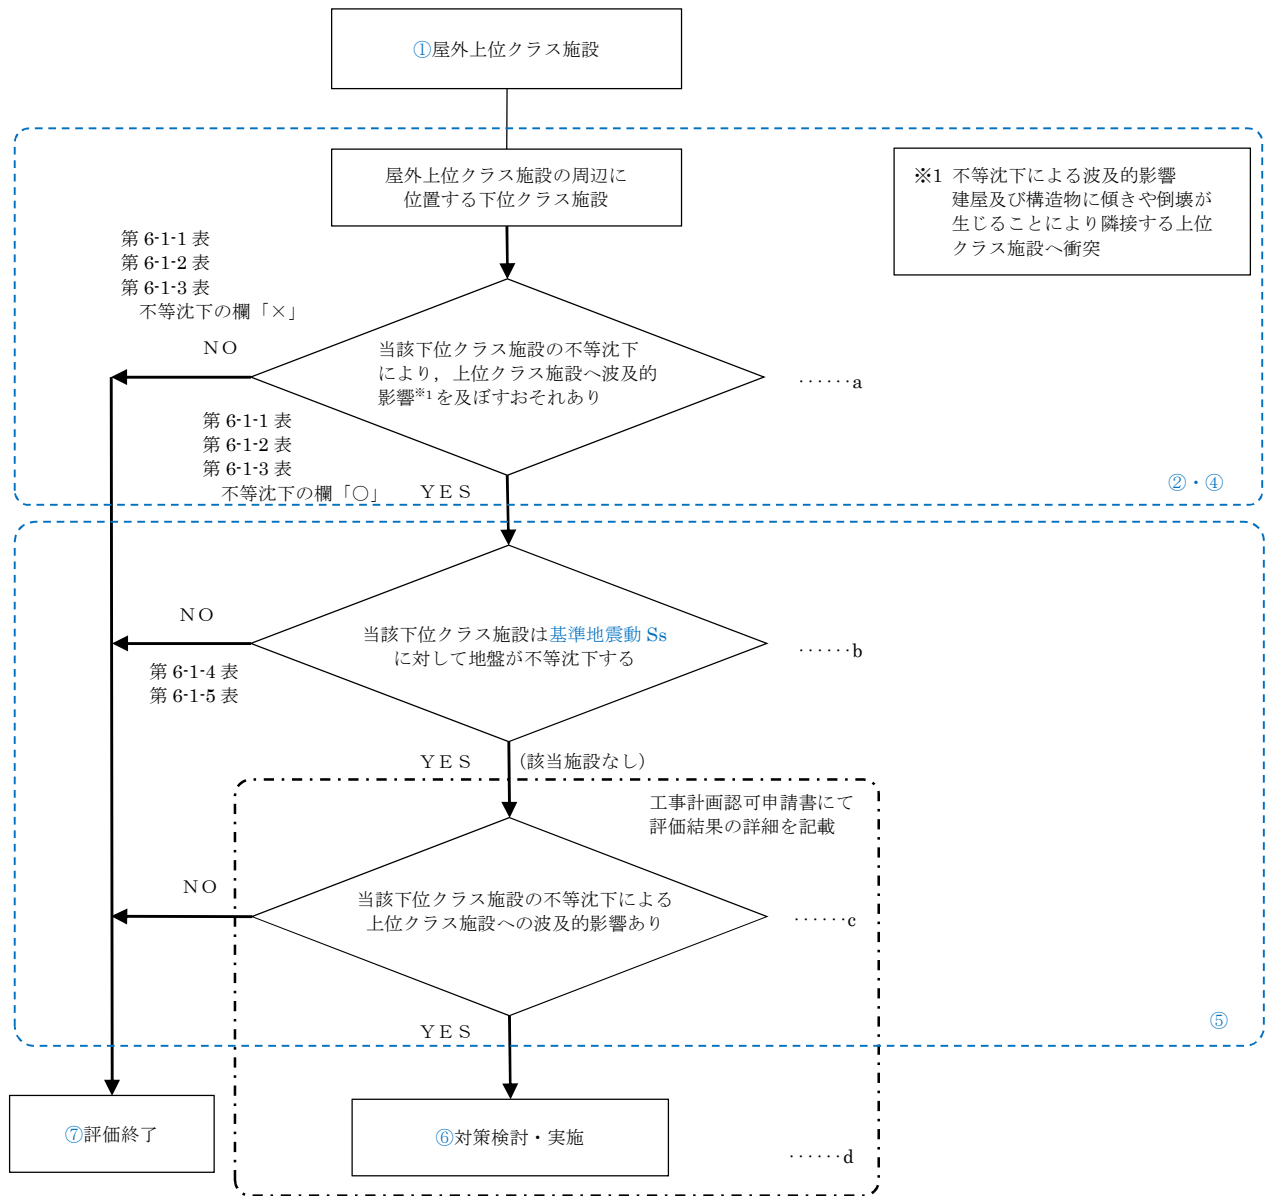 ①屋外上位クラス施設
屋外上位クラス施設の周辺に
位置する下位クラス施設
※1 不等沈下による波及的影響
建屋及び構造物に傾きや倒壊が
生じることにより隣接する上位
クラス施設へ衝突
第 6-1-1 表
第 6-1-2 表
第 6-1-3 表
不等沈下の欄「×」
NO
当該下位クラス施設の不等沈下
により，上位クラス施設へ波及的
影響※1を及ぼすおそれあり
······a
第 6-1-1 表
第 6-1-2 表
第 6-1-3 表
不等沈下の欄「○」
YES
②・④
NO
当該下位クラス施設は基準地震動 Ss
に対して地盤が不等沈下する
······b
第 6-1-4 表
第 6-1-5 表
YES
（該当施設なし）
工事計画認可申請書にて
評価結果の詳細を記載
NO
当該下位クラス施設の不等沈下による
上位クラス施設への波及的影響あり
······c
YES
⑤
⑦評価終了
⑥対策検討・実施
······d